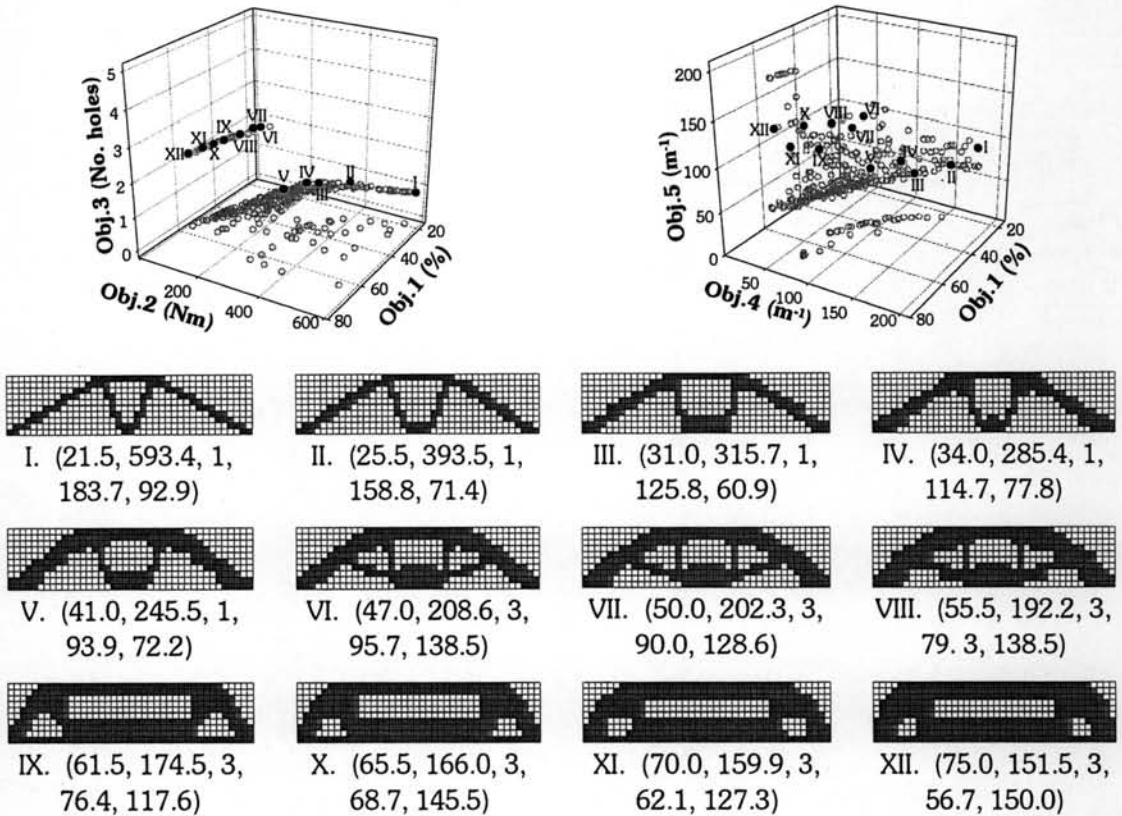 5
4
3
2
1
0
Obj.3 (No. holes)
200
400
600
Obj.2 (Nm)
20
40
60
80
Obj.1 (%)
XII
XI
X
IX
VIII
VII
VI
V
IV
III
II
I
200
150
100
50
0
Obj.5 (m⁻¹)
50
100
150
200
Obj.4 (m⁻¹)
20
40
60
80
Obj.1 (%)
XII
XI
X
IX
VIII
VII
VI
V
IV
III
II
I
I. (21.5, 593.4, 1,
183.7, 92.9)
II. (25.5, 393.5, 1,
158.8, 71.4)
III. (31.0, 315.7, 1,
125.8, 60.9)
IV. (34.0, 285.4, 1,
114.7, 77.8)
V. (41.0, 245.5, 1,
93.9, 72.2)
VI. (47.0, 208.6, 3,
95.7, 138.5)
VII. (50.0, 202.3, 3,
90.0, 128.6)
VIII. (55.5, 192.2, 3,
79. 3, 138.5)
IX. (61.5, 174.5, 3,
76.4, 117.6)
X. (65.5, 166.0, 3,
68.7, 145.5)
XI. (70.0, 159.9, 3,
62.1, 127.3)
XII. (75.0, 151.5, 3,
56.7, 150.0)